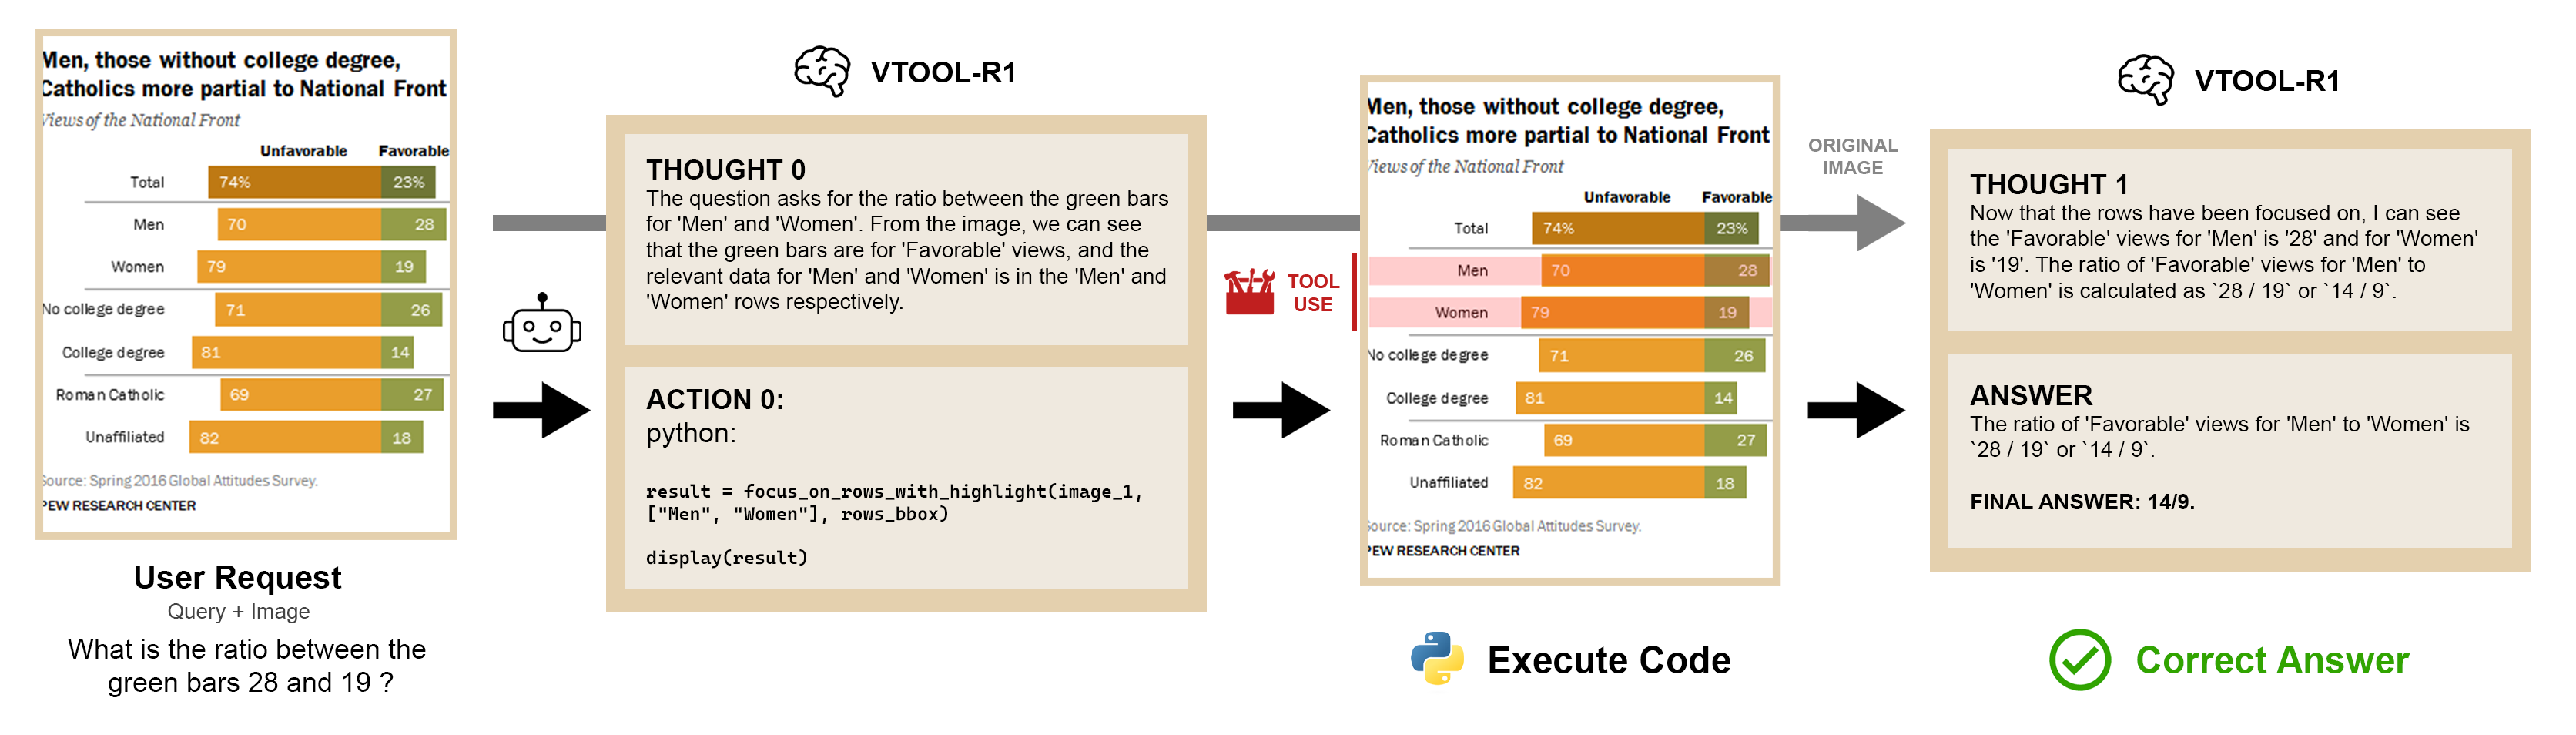 Men, those without college degree,
Catholics more partial to National Front
Views of the National Front
Unfavorable Favorable
Total 74% 23%
Men 70 28
Women 79 19
No college degree 71 26
College degree 81 14
Roman Catholic 69 27
Unaffiliated 82 18
Source: Spring 2016 Global Attitudes Survey.
PEW RESEARCH CENTER
User Request
Query + Image
What is the ratio between the
green bars 28 and 19 ?
VTOOL-R1
THOUGHT 0
The question asks for the ratio between the green bars
for 'Men' and 'Women'. From the image, we can see
that the green bars are for 'Favorable' views, and the
relevant data for 'Men' and 'Women' is in the 'Men' and
'Women' rows respectively.
ACTION 0:
python:
result = focus_on_rows_with_highlight(image_1,
["Men", "Women"], rows_bbox)
display(result)
TOOL
USE
Men, those without college degree,
Catholics more partial to National Front
Views of the National Front
Unfavorable Favorable
Total 74% 23%
Men 70 28
Women 79 19
No college degree 71 26
College degree 81 14
Roman Catholic 69 27
Unaffiliated 82 18
Source: Spring 2016 Global Attitudes Survey.
PEW RESEARCH CENTER
Execute Code
ORIGINAL
IMAGE
VTOOL-R1
THOUGHT 1
Now that the rows have been focused on, I can see
the 'Favorable' views for 'Men' is '28' and for 'Women'
is '19'. The ratio of 'Favorable' views for 'Men' to
'Women' is calculated as `28 / 19` or `14 / 9`.
ANSWER
The ratio of 'Favorable' views for 'Men' to 'Women' is
`28 / 19` or `14 / 9`.
FINAL ANSWER: 14/9.
Correct Answer